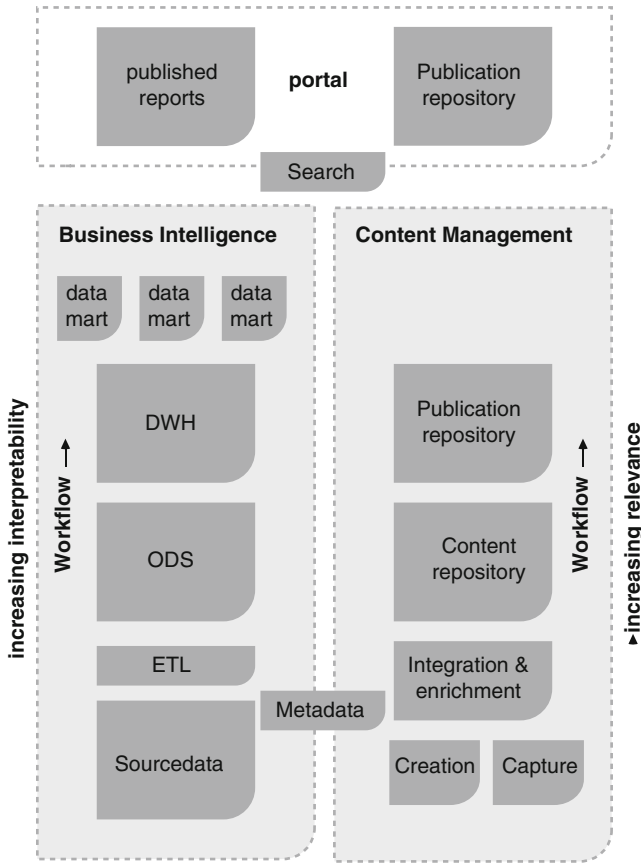 published
reports
portal
Publication
repository
Search
Business Intelligence
data
mart
data
mart
data
mart
DWH
ODS
ETL
Sourcedata
Workflow
increasing interpretability
Metadata
Content Management
Publication
repository
Content
repository
Integration &
enrichment
Creation
Capture
Workflow
increasing relevance